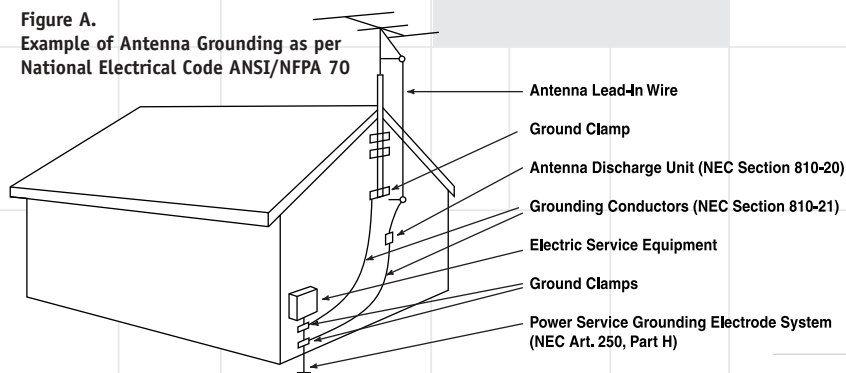 Figure A.
Example of Antenna Grounding as per
National Electrical Code ANSI/NFPA 70
Antenna Lead-In Wire
Ground Clamp
Antenna Discharge Unit (NEC Section 810-20)
Grounding Conductors (NEC Section 810-21)
Electric Service Equipment
Ground Clamps
Power Service Grounding Electrode System
(NEC Art. 250, Part H)